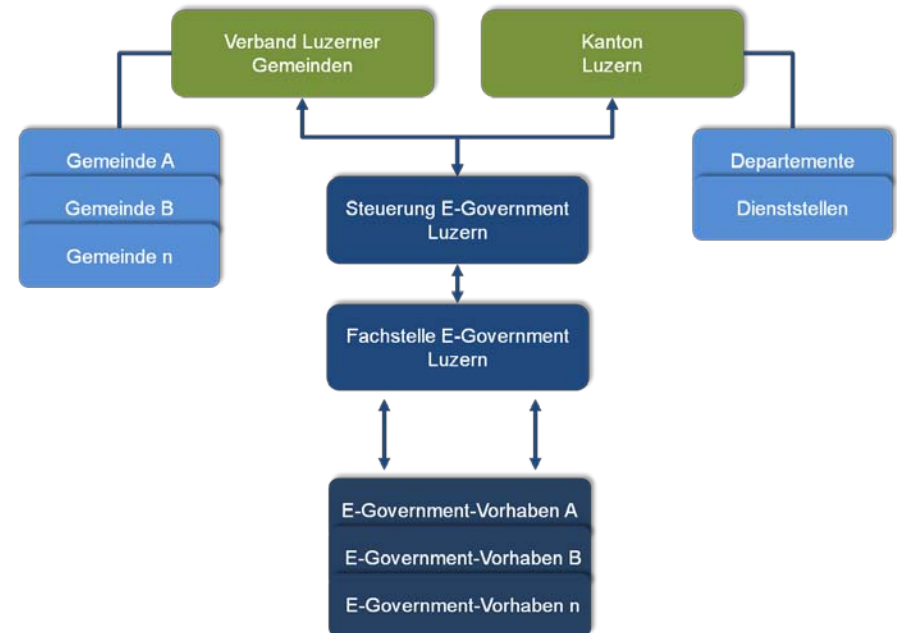 Verband Luzerner
Gemeinden
Kanton
Luzern
Gemeinde A
Gemeinde B
Gemeinde n
Departemente
Dienststellen
Steuerung E-Government
Luzern
Fachstelle E-Government
Luzern
E-Government-Vorhaben A
E-Government-Vorhaben B
E-Government-Vorhaben n